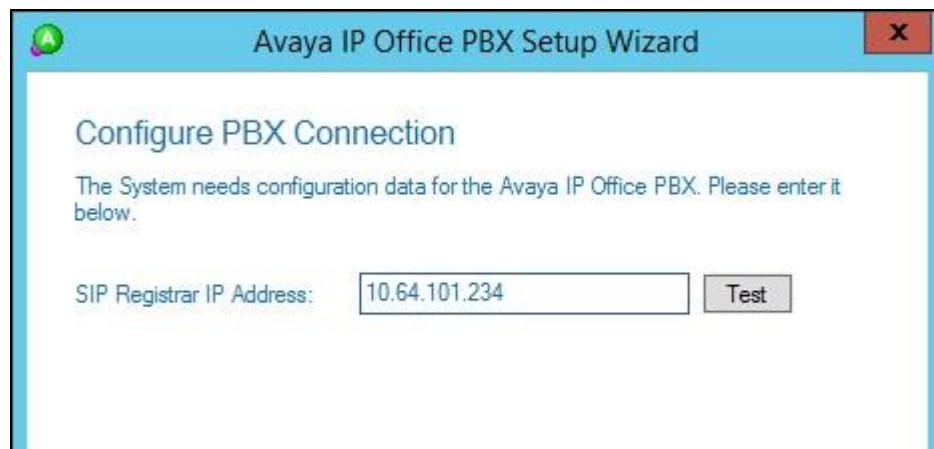 Avaya IP Office PBX Setup Wizard
x
Configure PBX Connection
The System needs configuration data for the Avaya IP Office PBX. Please enter it
below.
SIP Registrar IP Address: 10.64.101.234 Test